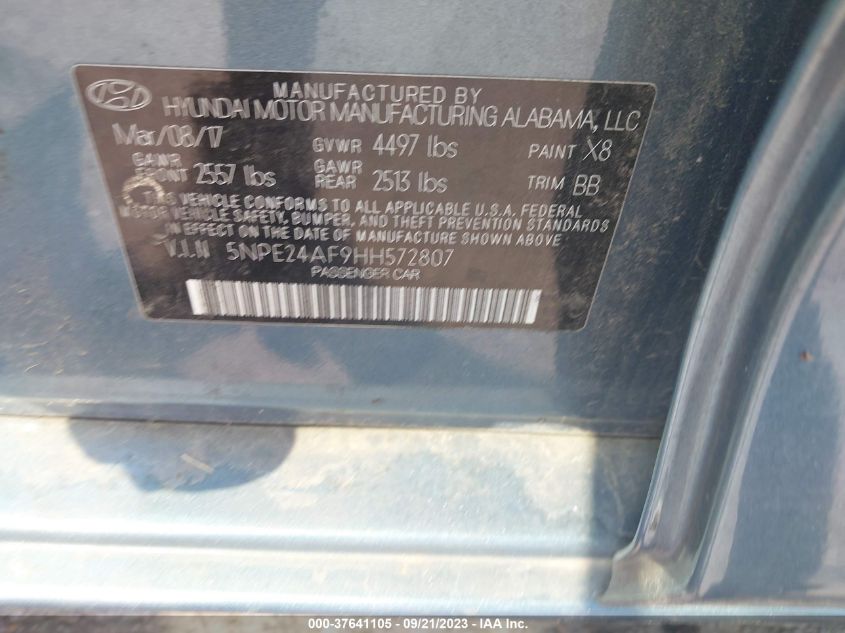 MANUFACTURED BY
HYUNDAI MOTOR MANUFACTURING ALABAMA, LLC
Mar/08/17 GVWR 4497 lbs PAINT X8
GAWR FRONT 2557 lbs GAWR REAR 2513 lbs TRIM BB
THIS VEHICLE CONFORMS TO ALL APPLICABLE U.S.A. FEDERAL
MOTOR VEHICLE SAFETY, BUMPER, AND THEFT PREVENTION STANDARDS
IN EFFECT ON THE DATE OF MANUFACTURE SHOWN ABOVE.
V.I.N 5NPE24AF9HH572807
PASSENGER CAR
000-37641105 - 09/21/2023 - IAA Inc.